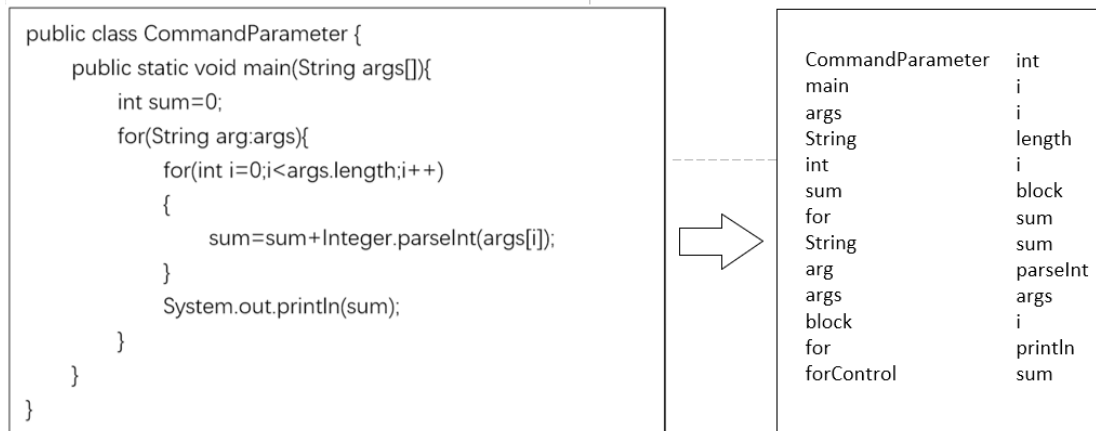 public class CommandParameter {
public static void main(String args[]){
int sum=0;
for(String arg:args){
for(int i=0;i<args.length;i++)
{
sum=sum+Integer.parseInt(args[i]);
}
System.out.println(sum);
}
}
}
CommandParameter
main
args
String
int
sum
for
String
arg
args
block
for
forControl
int
i
i
length
i
block
sum
sum
parseInt
args
i
println
sum